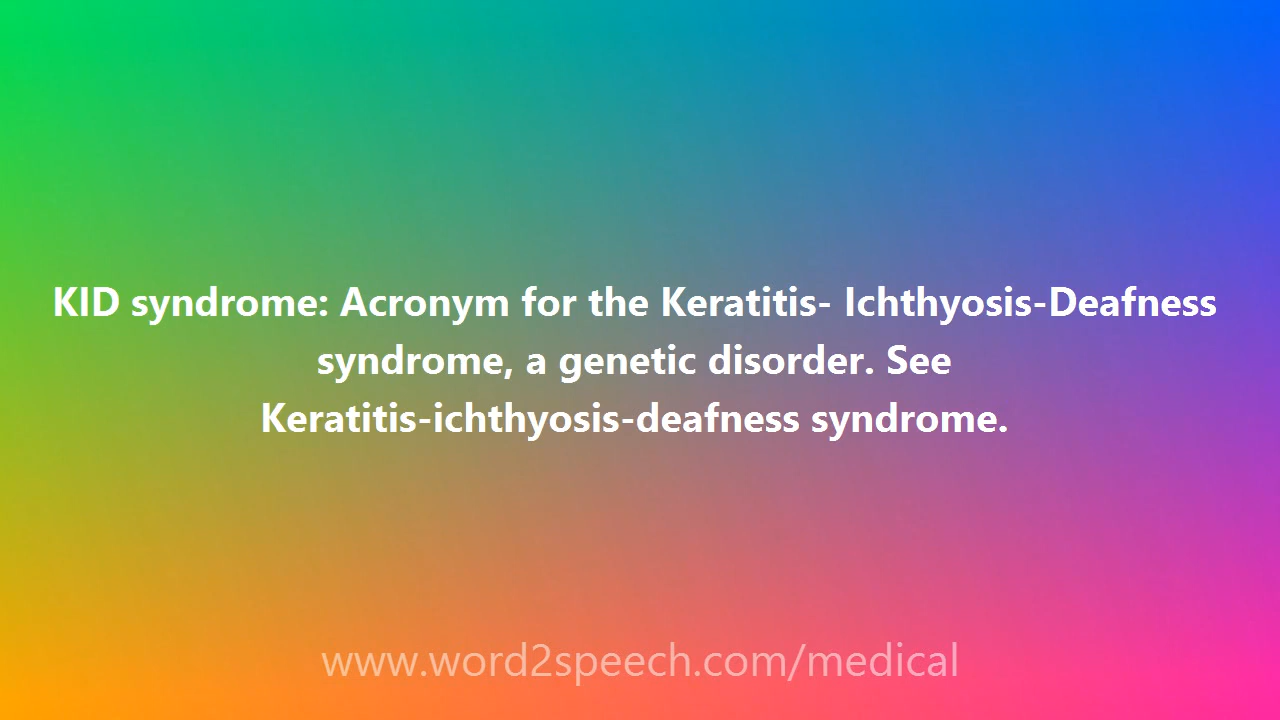 KID syndrome: Acronym for the Keratitis- Ichthyosis-Deafness
syndrome, a genetic disorder. See
Keratitis-ichthyosis-deafness syndrome.
www.word2speech.com/medical